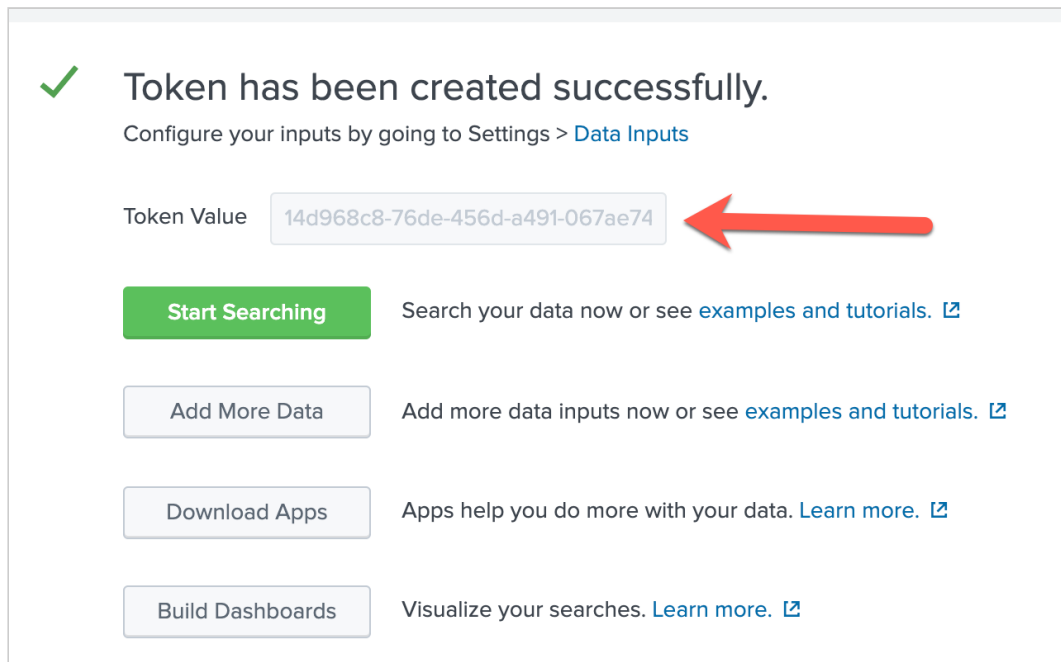 Token has been created successfully.
Configure your inputs by going to Settings > Data Inputs
Token Value 14d968c8-76de-456d-a491-067ae74
Start Searching Search your data now or see examples and tutorials.
Add More Data Add more data inputs now or see examples and tutorials.
Download Apps Apps help you do more with your data. Learn more.
Build Dashboards Visualize your searches. Learn more.